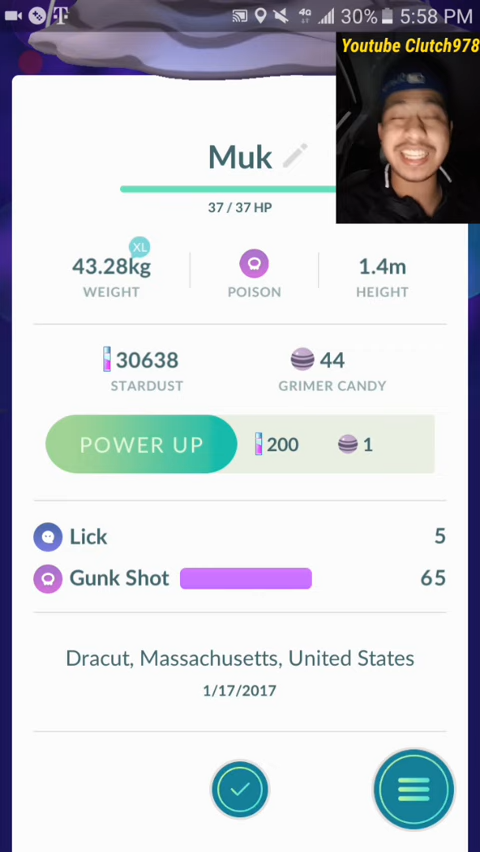 T 4G 30% 5:58 PM
Youtube Clutch978
Muk
37 / 37 HP
XL
43.28kg
WEIGHT
POISON
1.4m
HEIGHT
30638
STARDUST
44
GRIMER CANDY
POWER UP
200
1
Lick 5
Gunk Shot 65
Dracut, Massachusetts, United States
1/17/2017